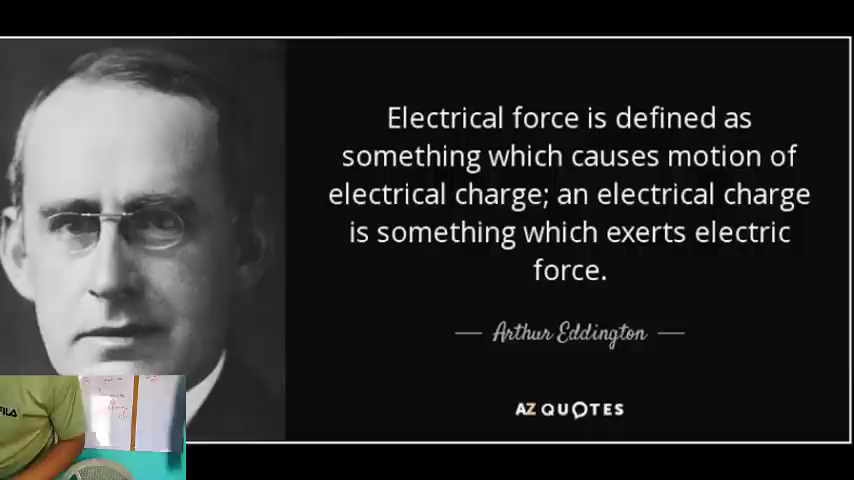 Electrical force is defined as
something which causes motion of
electrical charge; an electrical charge
is something which exerts electric
force.
Arthur Eddington
AZ QUOTES
FILA